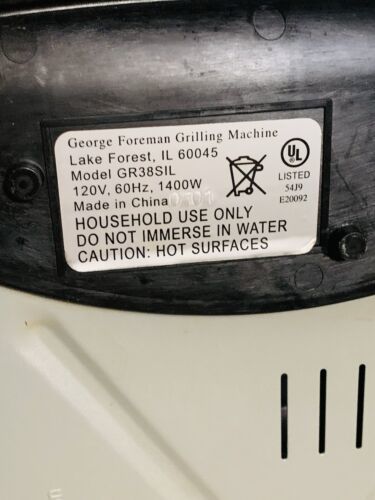 George Foreman Grilling Machine
Lake Forest, IL 60045
Model GR38SIL
120V, 60Hz, 1400W
Made in China
HOUSEHOLD USE ONLY
DO NOT IMMERSE IN WATER
CAUTION: HOT SURFACES
UL
LISTED
54J9
E20092